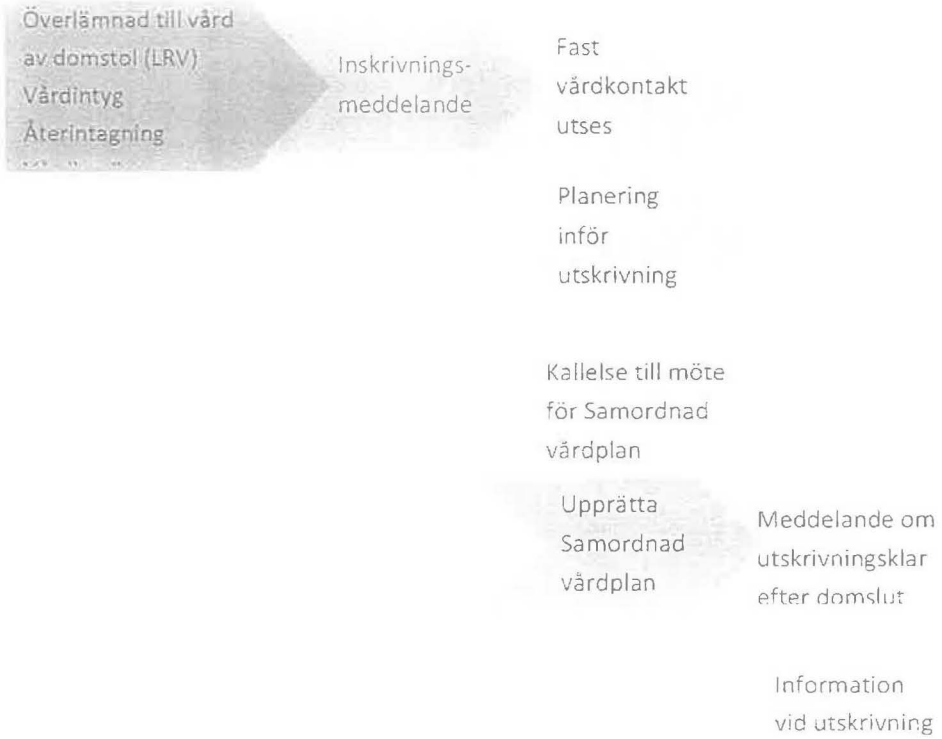 Överlämnad till vård
av domstol (LRV)
Vårdintyg
Återintagning
Inskrivnings-
meddelande
Fast
vårdkontakt
utses
Planering
inför
utskrivning
Kallelse till möte
för Samordnad
vårdplan
Upprätta
Samordnad
vårdplan
Meddelande om
utskrivningsklar
efter domslut
Information
vid utskrivning